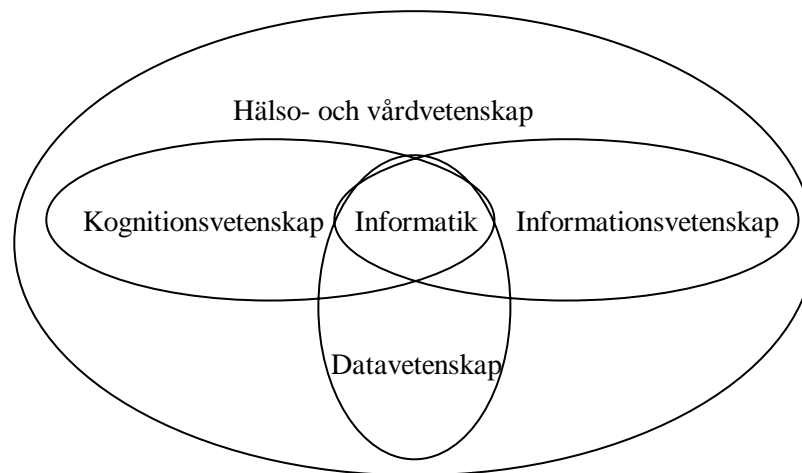 Hälso- och vårdvetenskap
Kognitionsvetenskap Informatik Informationsvetenskap
Datavetenskap